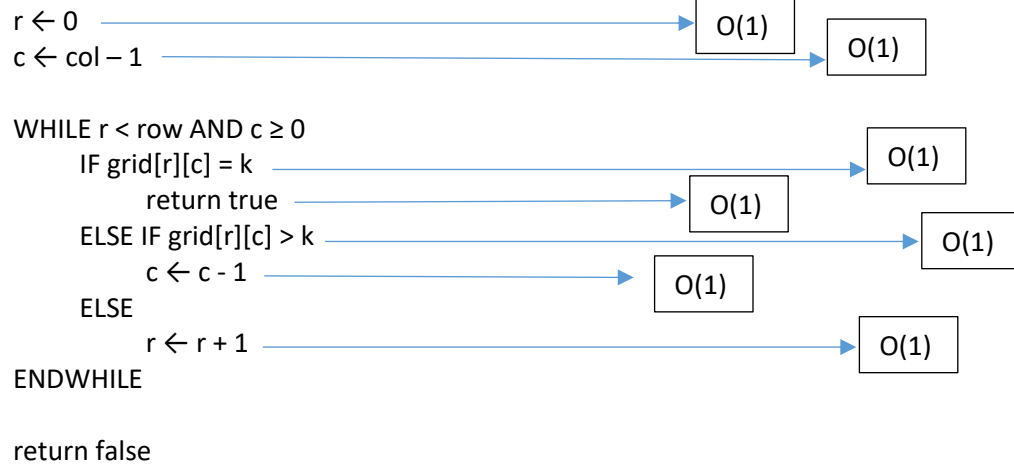 r ← 0 O(1)
c ← col – 1 O(1)
WHILE r < row AND c ≥ 0
IF grid[r][c] = k O(1)
return true O(1)
ELSE IF grid[r][c] > k O(1)
c ← c - 1 O(1)
ELSE
r ← r + 1 O(1)
ENDWHILE
return false